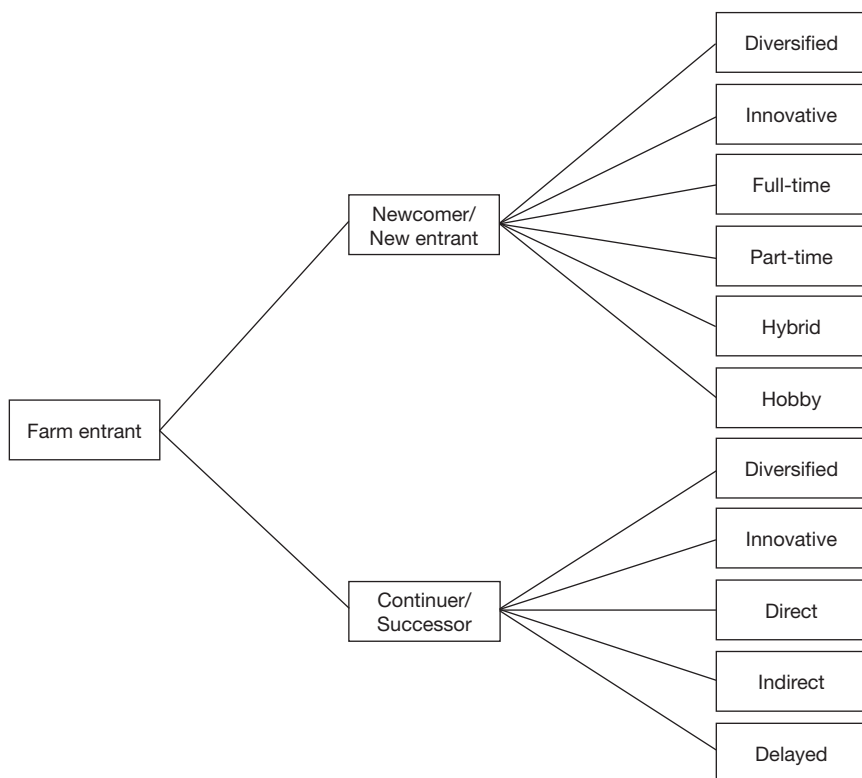 Farm entrant
Newcomer/
New entrant
Diversified
Innovative
Full-time
Part-time
Hybrid
Hobby
Continuer/
Successor
Diversified
Innovative
Direct
Indirect
Delayed